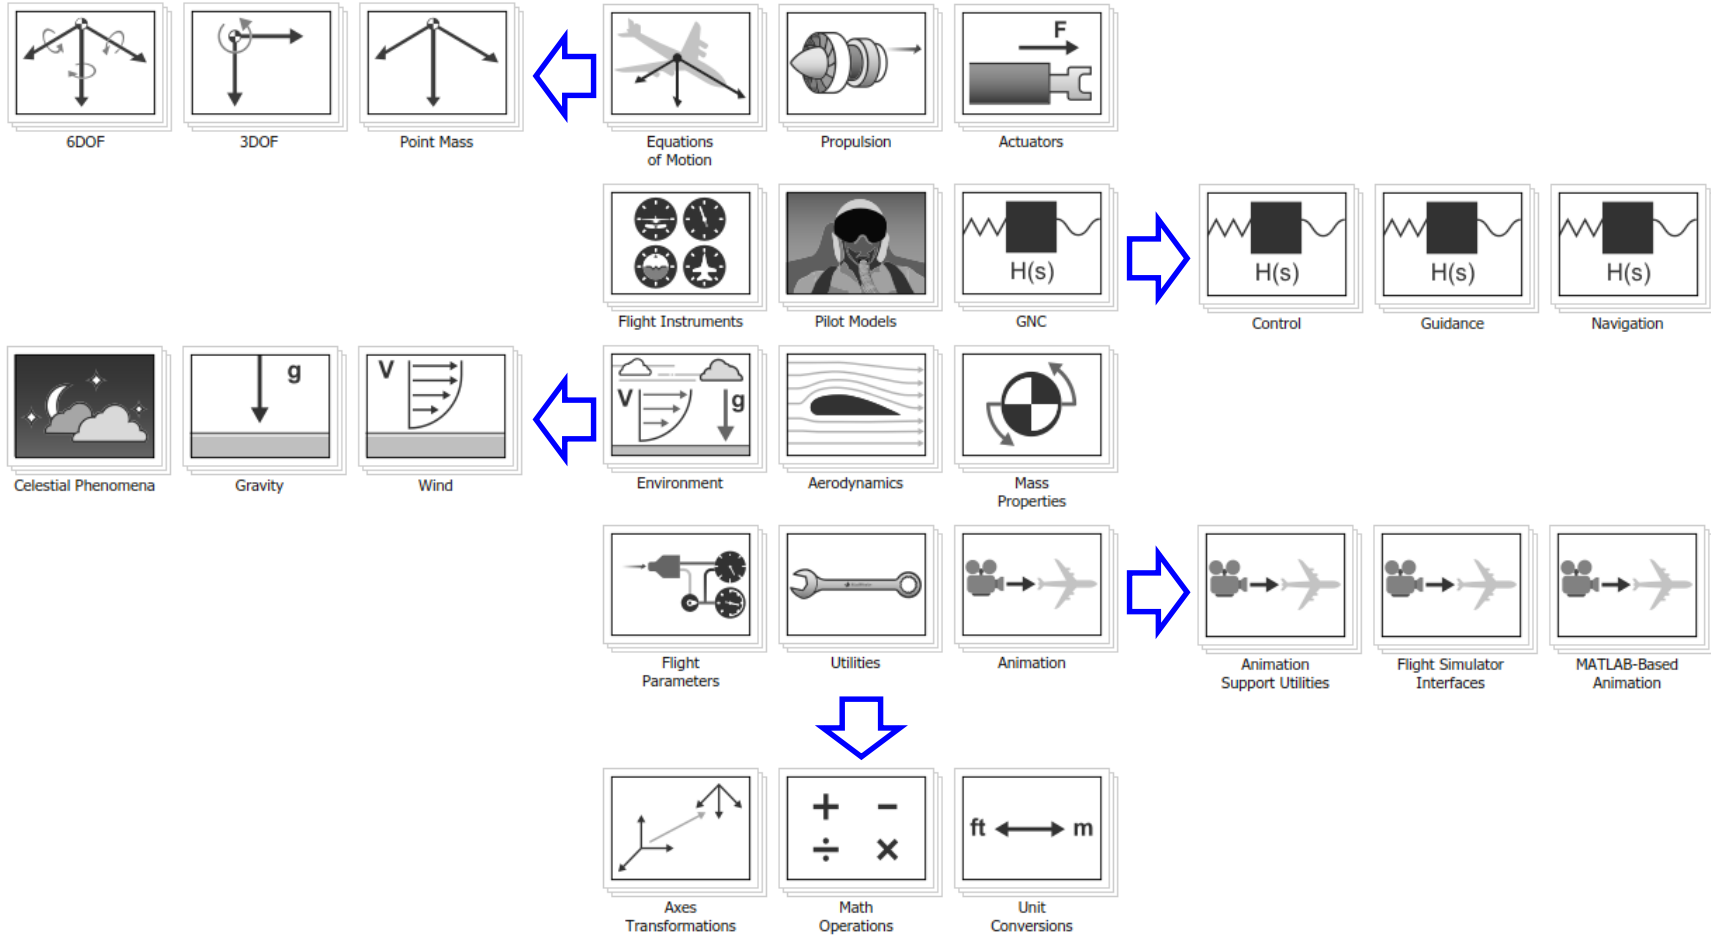 F
6DOF
3DOF
Point Mass
Equations
of Motion
Propulsion
Actuators
H(s)
H(s)
H(s)
H(s)
Flight Instruments
Pilot Models
GNC
Control
Guidance
Navigation
g
V
V
g
Celestial Phenomena
Gravity
Wind
Environment
Aerodynamics
Mass
Properties
Flight
Parameters
Utilities
Animation
Animation
Support Utilities
Flight Simulator
Interfaces
MATLAB-Based
Animation
+ −
÷ ×
ft m
Axes
Transformations
Math
Operations
Unit
Conversions